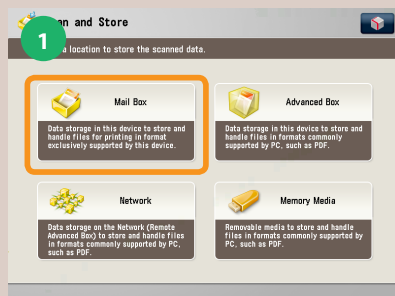 an and Store
1
a location to store the scanned data.
Mail Box
Data storage in this device to store and
handle files for printing in format
exclusively supported by this device.
Advanced Box
Data storage in this device to store and
handle files in formats commonly
supported by PC, such as PDF.
Network
Data storage on the Network (Remote
Advanced Box) to store and handle files
in formats commonly supported by PC,
such as PDF.
Memory Media
Removable media to store and handle
files in formats commonly supported by
PC, such as PDF.